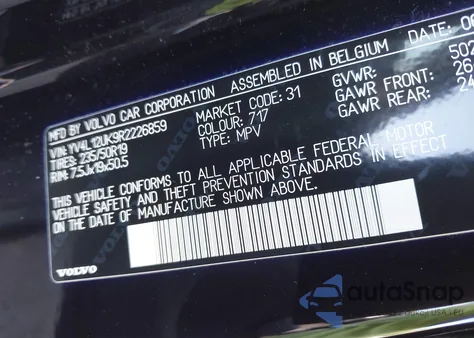 MFD BY VOLVO CAR CORPORATION ASSEMBLED IN BELGIUM DATE:
VIN: YV4L12UK9R2226859 MARKET CODE: 31 GVWR:
TIRES: 235/50R19 COLOUR: 717 GAWR FRONT:
RIM: 7.5Jx19x50.5 TYPE: MPV GAWR REAR:
THIS VEHICLE CONFORMS TO ALL APPLICABLE FEDERAL MOTOR
VEHICLE SAFETY AND THEFT PREVENTION STANDARDS IN EFFECT
ON THE DATE OF MANUFACTURE SHOWN ABOVE.
VOLVO
autoSnap